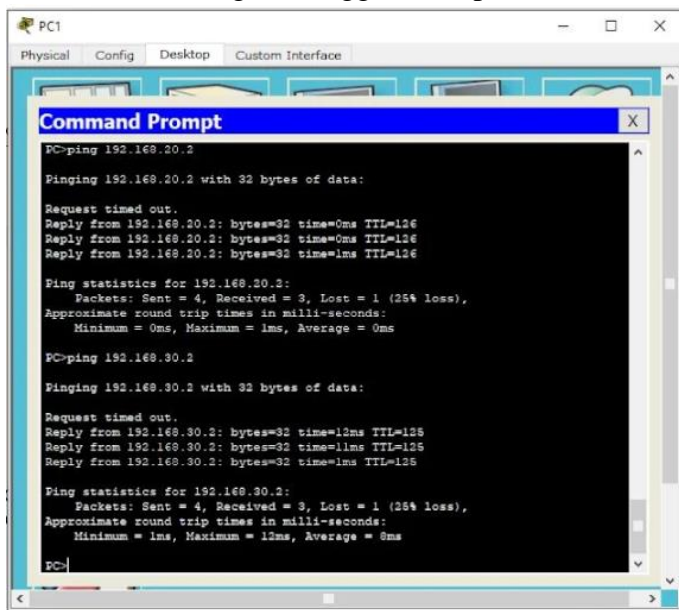 PC1
Physical Config Desktop Custom Interface
Command Prompt
X
PC>ping 192.168.20.2
Pinging 192.168.20.2 with 32 bytes of data:
Request timed out.
Reply from 192.168.20.2: bytes=32 time=0ms TTL=126
Reply from 192.168.20.2: bytes=32 time=0ms TTL=126
Reply from 192.168.20.2: bytes=32 time=1ms TTL=126
Ping statistics for 192.168.20.2:
Packets: Sent = 4, Received = 3, Lost = 1 (25% loss),
Approximate round trip times in milli-seconds:
Minimum = 0ms, Maximum = 1ms, Average = 0ms
PC>ping 192.168.30.2
Pinging 192.168.30.2 with 32 bytes of data:
Request timed out.
Reply from 192.168.30.2: bytes=32 time=12ms TTL=125
Reply from 192.168.30.2: bytes=32 time=11ms TTL=125
Reply from 192.168.30.2: bytes=32 time=1ms TTL=125
Ping statistics for 192.168.30.2:
Packets: Sent = 4, Received = 3, Lost = 1 (25% loss),
Approximate round trip times in milli-seconds:
Minimum = 1ms, Maximum = 12ms, Average = 8ms
PC>